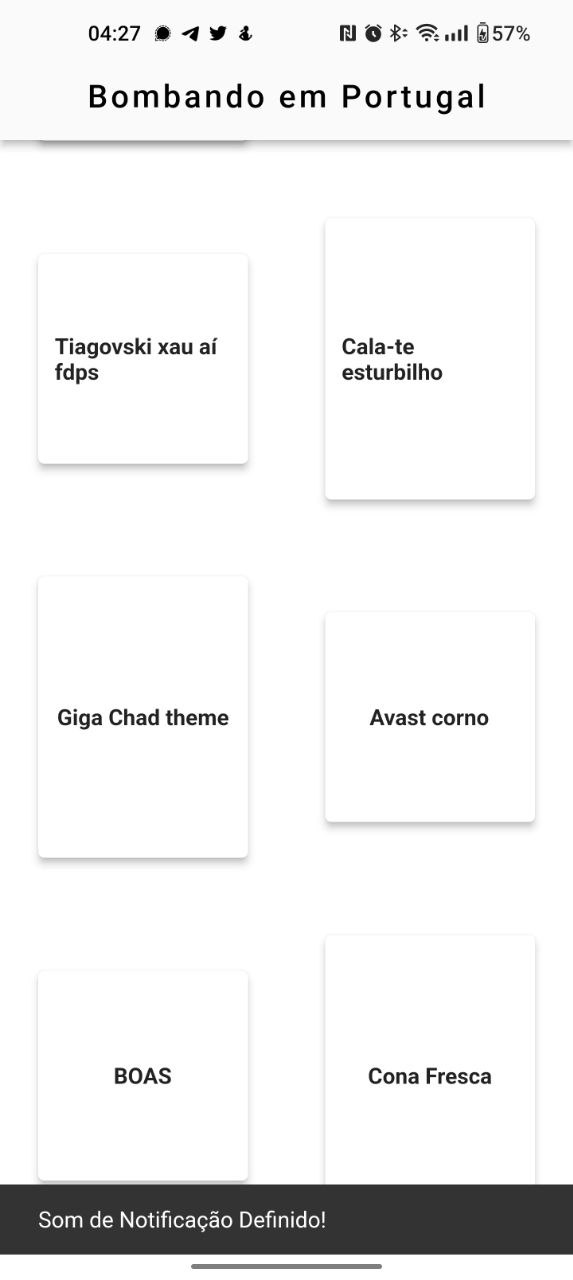 04:27 57%
Bombando em Portugal
Tiagovski xau aí
fdps
Cala-te
esturbilho
Giga Chad theme
Avast corno
BOAS
Cona Fresca
Som de Notificação Definido!